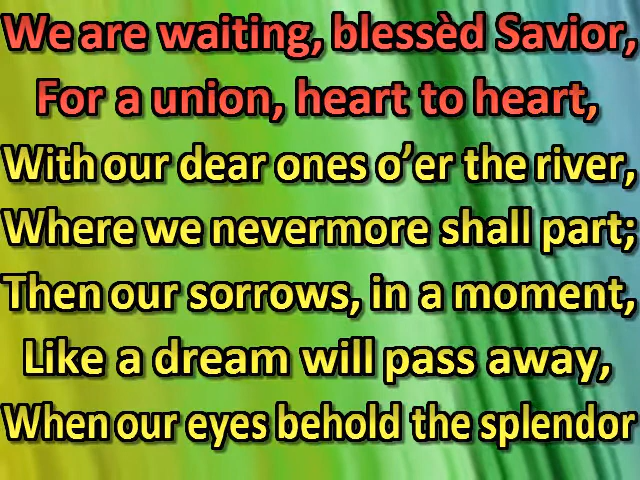 We are waiting, blessèd Savior,
For a union, heart to heart,
With our dear ones o’er the river,
Where we nevermore shall part;
Then our sorrows, in a moment,
Like a dream will pass away,
When our eyes behold the splendor